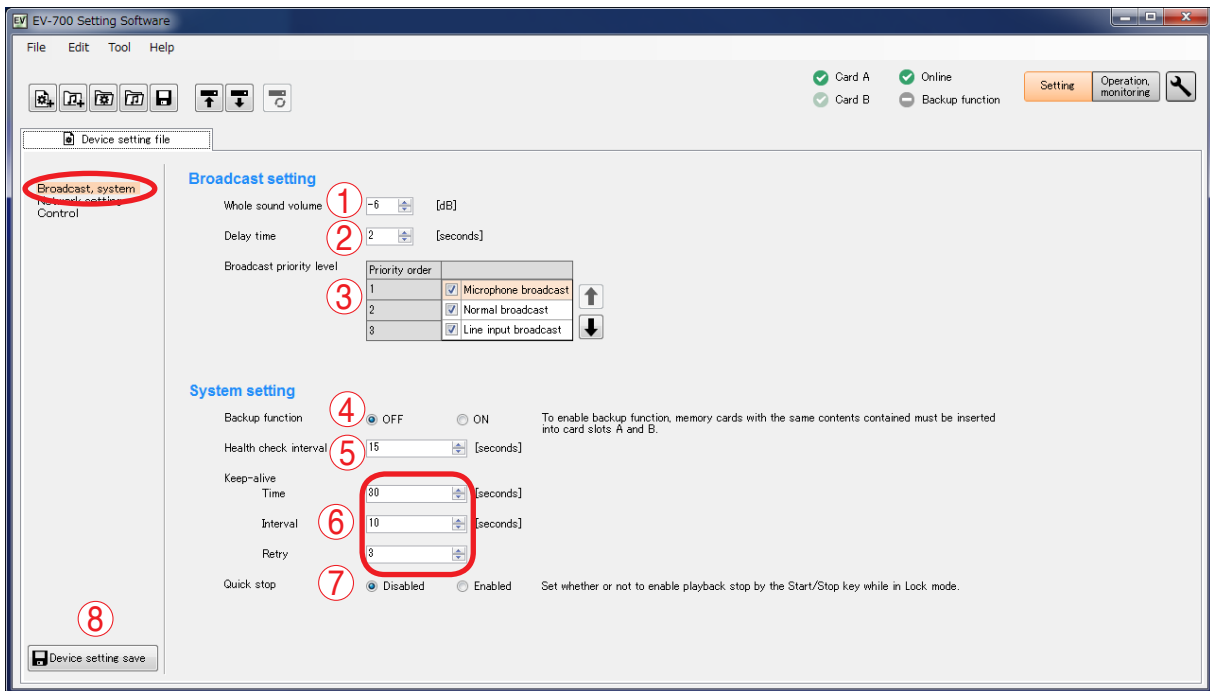 EV EV-700 Setting Software
File Edit Tool Help
Card A Online
Card B Backup function
Setting
Operation,
monitoring
Device setting file
Broadcast, system
Network setting
Control
Broadcast setting
Whole sound volume ① -6 [dB]
Delay time ② 2 [seconds]
Broadcast priority level
Priority order
③
1 Microphone broadcast
2 Normal broadcast
3 Line input broadcast
System setting
Backup function ④ OFF ON To enable backup function, memory cards with the same contents contained must be inserted
into card slots A and B.
Health check interval ⑤ 15 [seconds]
Keep-alive
Time 30 [seconds]
Interval ⑥ 10 [seconds]
Retry 3
Quick stop ⑦ Disabled Enabled Set whether or not to enable playback stop by the Start/Stop key while in Lock mode.
⑧
Device setting save